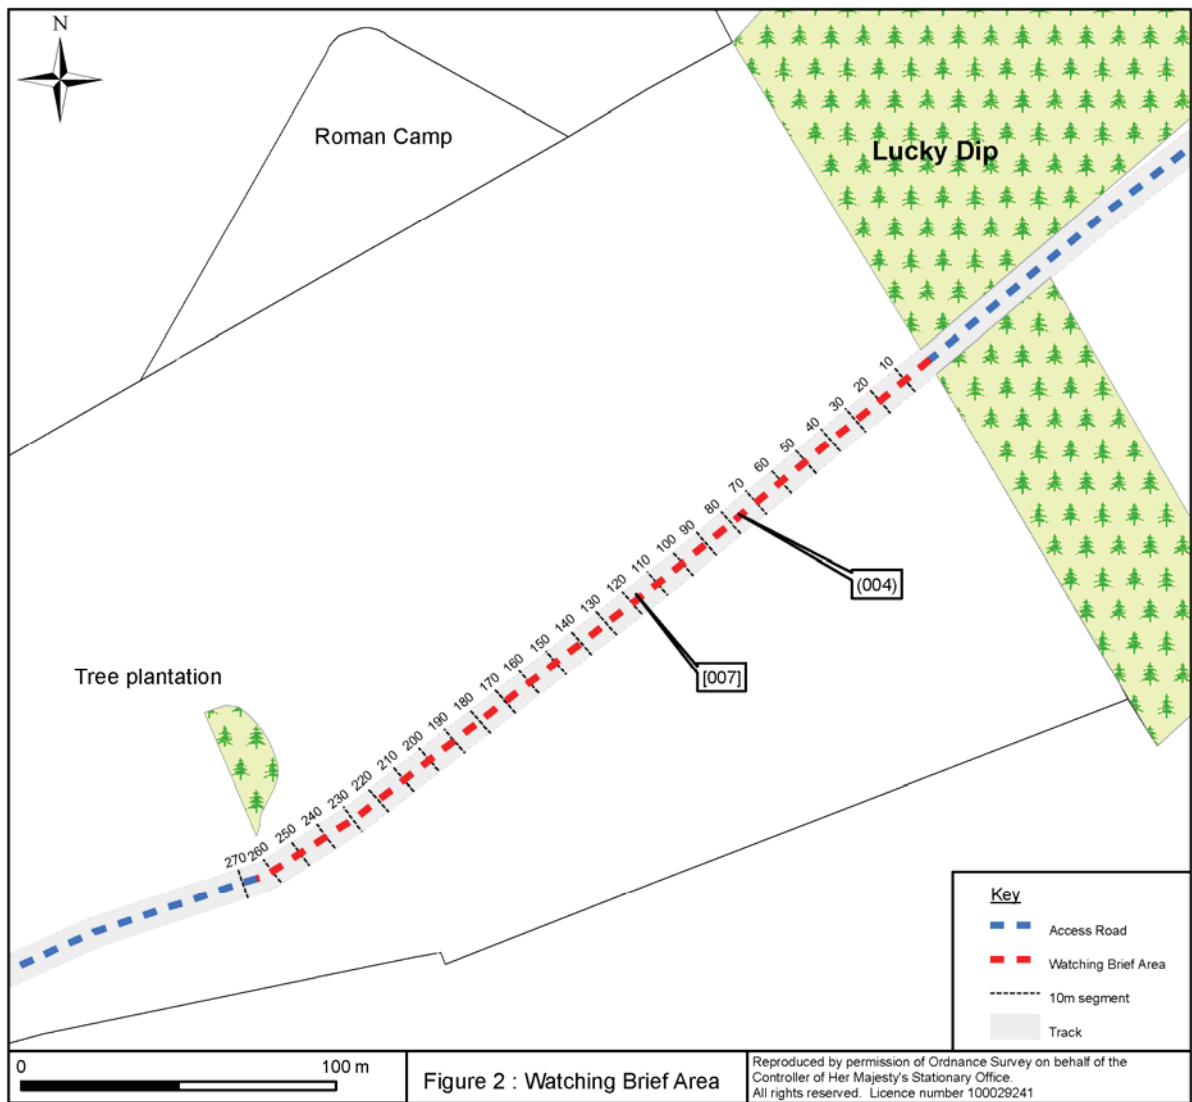 N
Roman Camp
Lucky Dip
10
20
30
40
50
60
70
80
90
100
110
120
130
140
150
160
170
180
190
200
210
220
230
240
250
260
270
(004)
[007]
Tree plantation
Key
Access Road
Watching Brief Area
10m segment
Track
0 100 m
Figure 2 : Watching Brief Area
Reproduced by permission of Ordnance Survey on behalf of the
Controller of Her Majesty's Stationary Office.
All rights reserved. Licence number 100029241